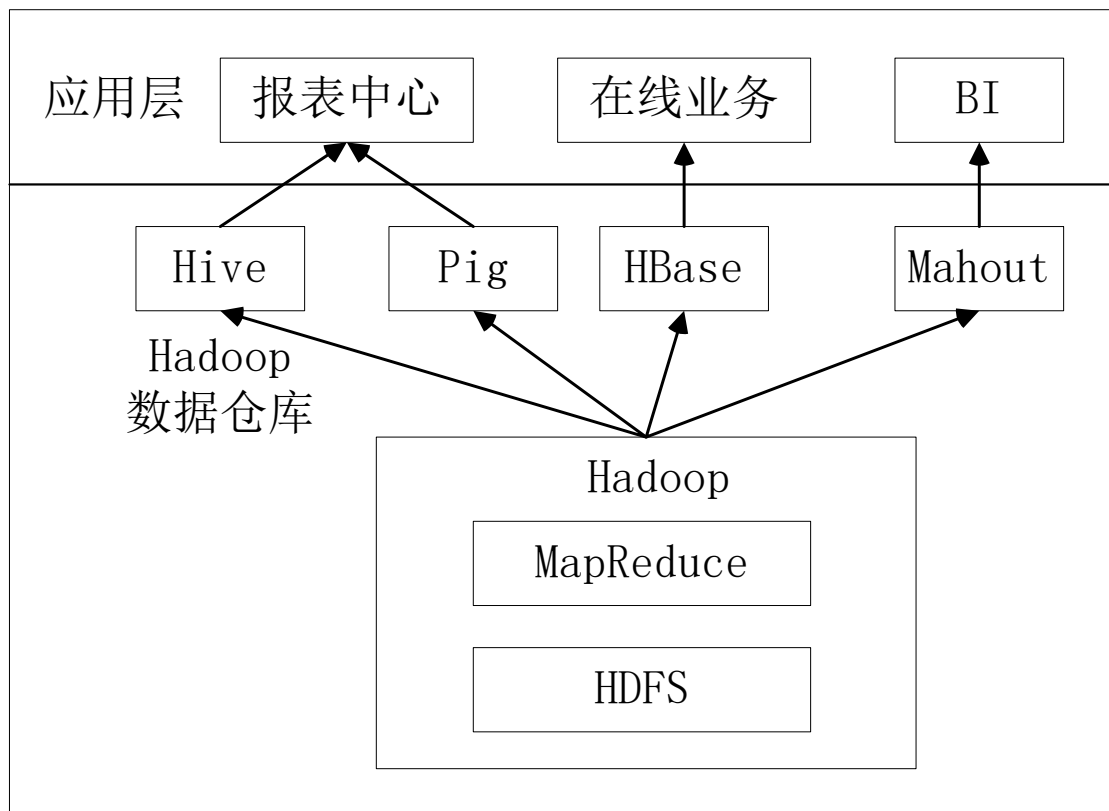 应用层
报表中心
在线业务
BI
Hive
Pig
HBase
Mahout
Hadoop
数据仓库
Hadoop
MapReduce
HDFS